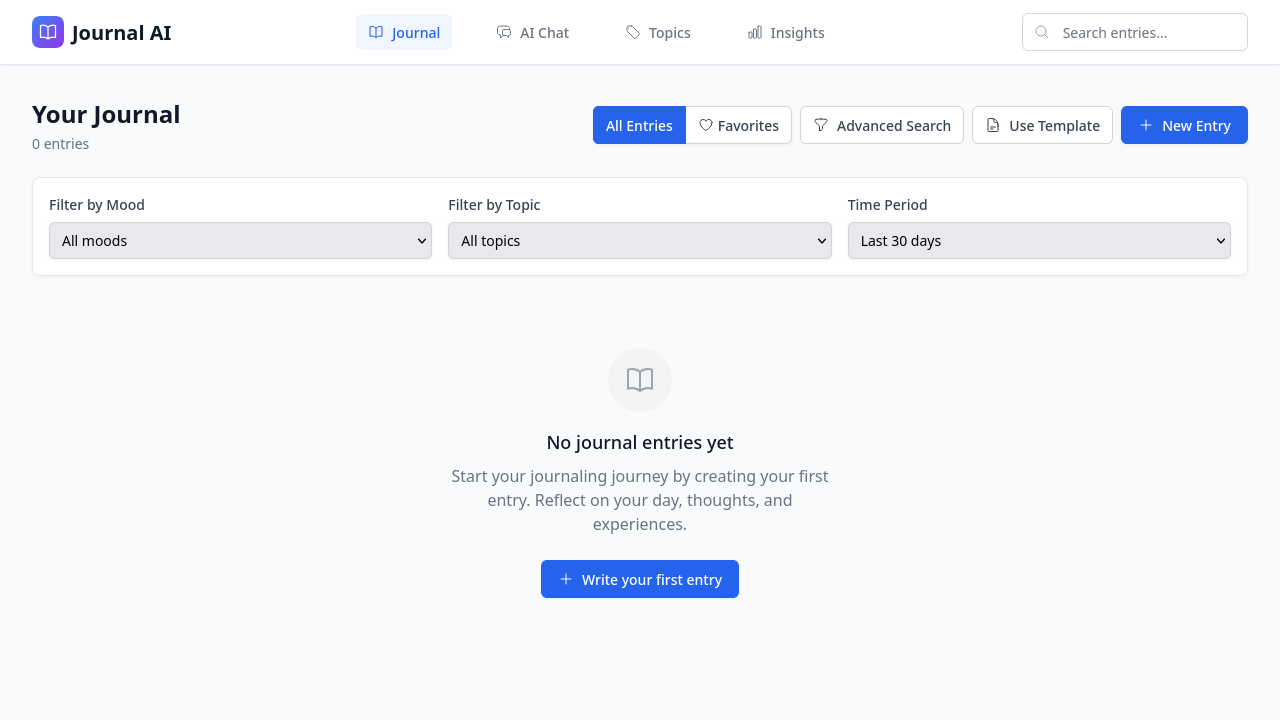 Journal AI
Journal
AI Chat
Topics
Insights
Search entries...
Your Journal
0 entries
All Entries
Favorites
Advanced Search
Use Template
New Entry
Filter by Mood
Filter by Topic
Time Period
All moods
All topics
Last 30 days
No journal entries yet
Start your journaling journey by creating your first
entry. Reflect on your day, thoughts, and
experiences.
Write your first entry